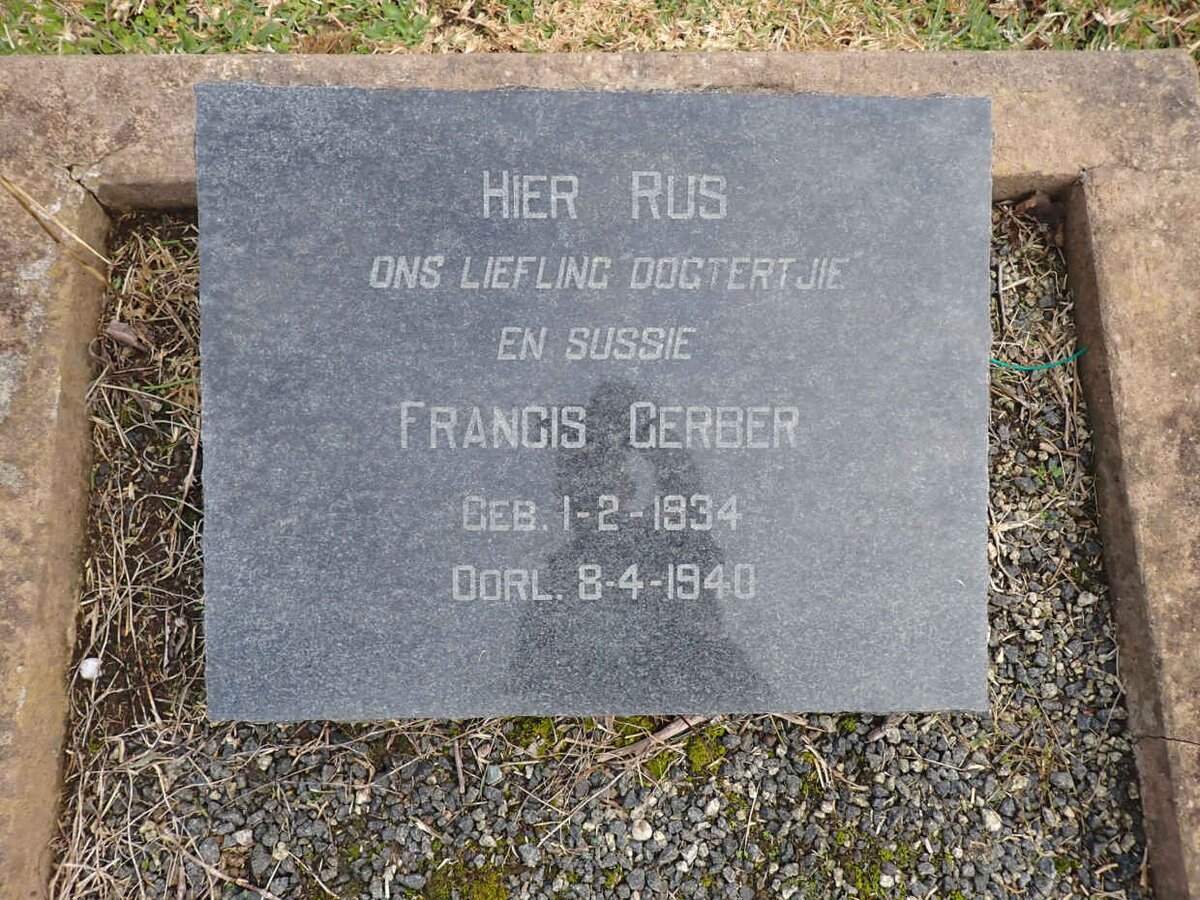 HIER RUS
ONS LIEFLING DOGTERTJIE
EN SUSSIE
FRANCIS GERBER
GEB. 1-2-1934
OORL. 8-4-1940